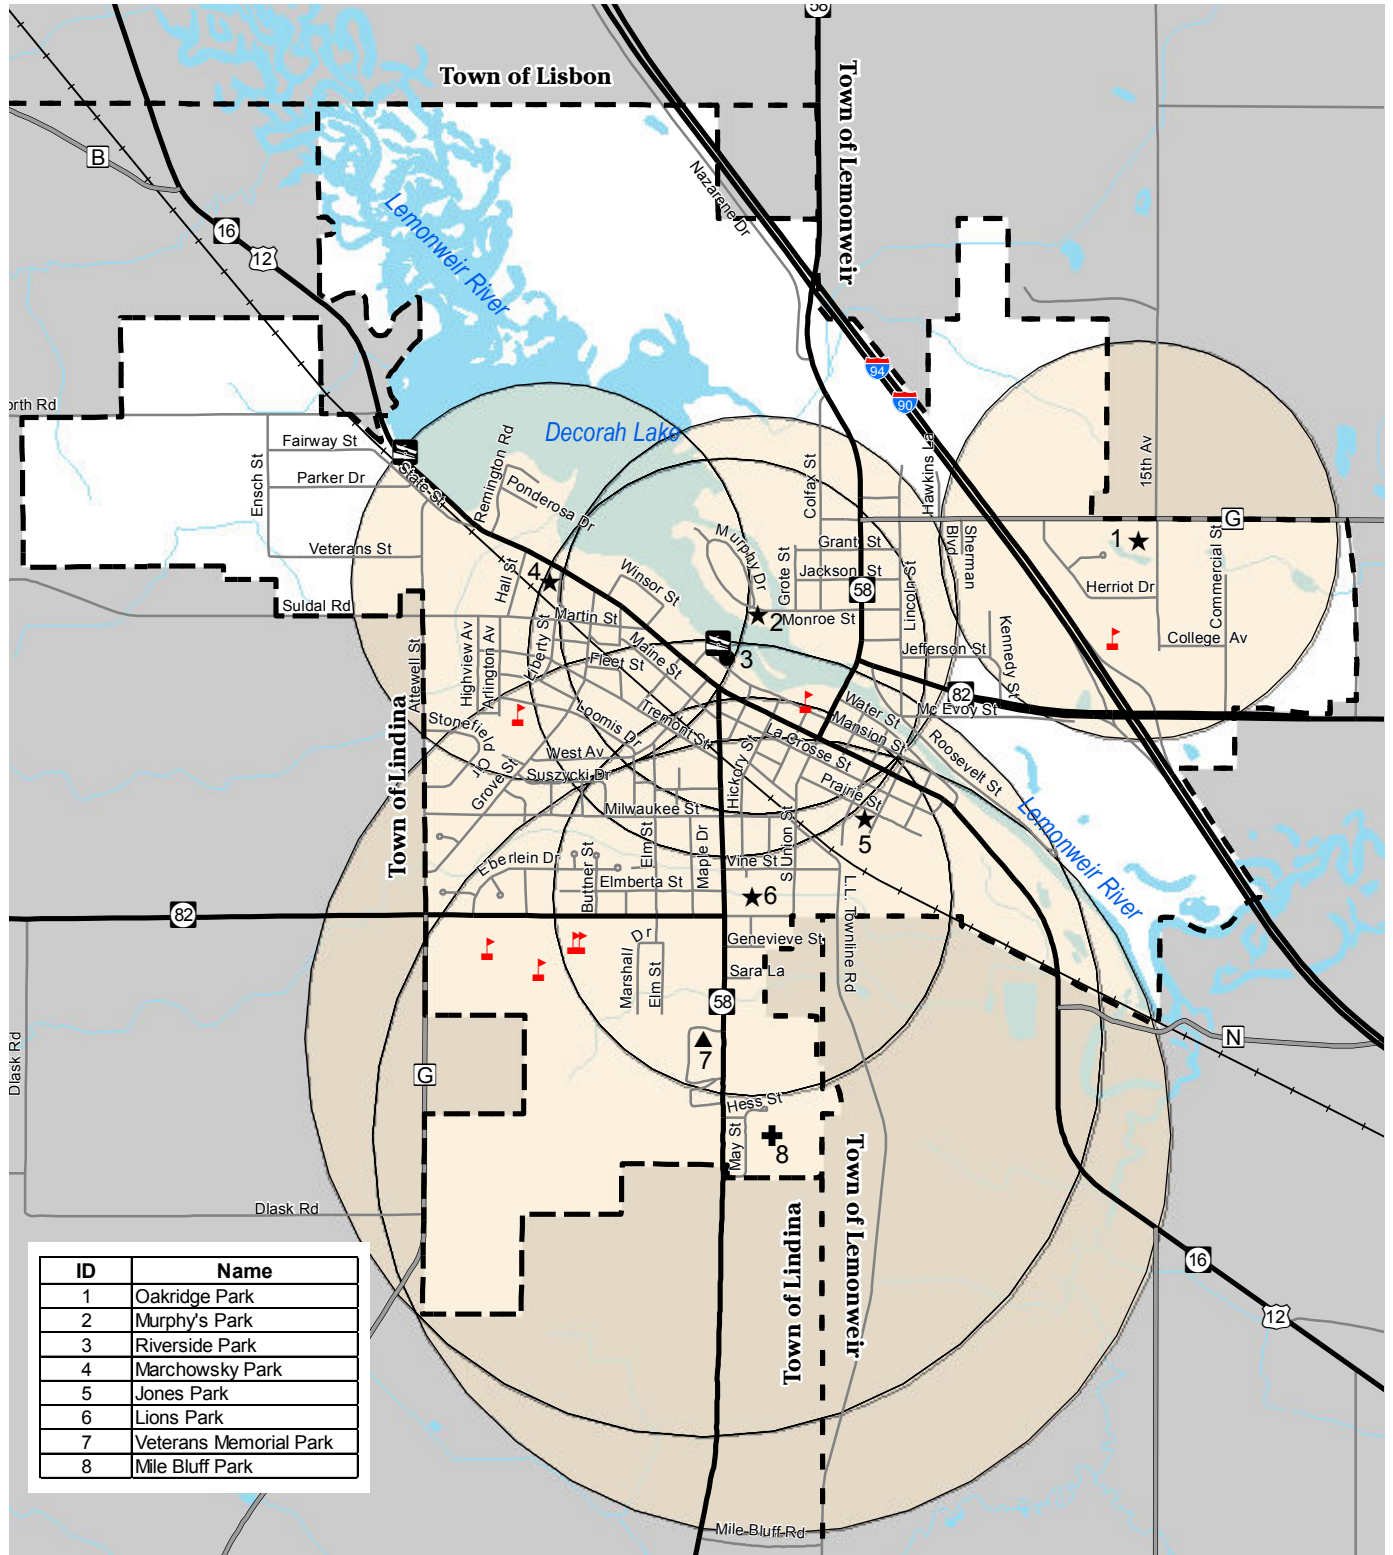 58
Town of Lisbon
Town of Lemonweir
B
Nazarene Dr
Lemonweir River
16
12
94
90
orth Rd
Fairway St
Ensch St
Parker Dr
State St
Remington Rd
Ponderosa Dr
Decorah Lake
Colfax St
Hawkins La
15th Av
G
Veterans St
Hall St
4
Winsor St
Murphy Dr
Grote St
Grant St
Jackson St
58
Lincoln St
Blvd
Sherman
1
Commercial St
Herriot Dr
Suldal Rd
Martin St
2
Monroe St
College Av
Attewell St
Highview Av
Arlington Av
Liberty St
Fleet St
Maine St
3
Jefferson St
Kennedy St
82
Mc Evoy St
Town of Lindina
Stonefield Cir
Loomis Dr
Tremont St
Water St
Mansion St
La Crosse St
Roosevelt St
Grove St
West Av
Suszycki Dr
Hickory St
Prairie St
Milwaukee St
5
Lemonweir River
Eberlein Dr
Buttner St
Elm St
Maple Dr
Vine St
S Union St
Elmberta St
6
L.L. Townline Rd
82
Genevieve St
Marshall Dr
Elm St
Sara La
58
Dlask Rd
G
7
N
Hess St
May St
8
Town of Lindina
Town of Lemonweir
Dlask Rd
16
12
ID Name
1 Oakridge Park
2 Murphy's Park
3 Riverside Park
4 Marchowsky Park
5 Jones Park
6 Lions Park
7 Veterans Memorial Park
8 Mile Bluff Park
Mile Bluff Rd